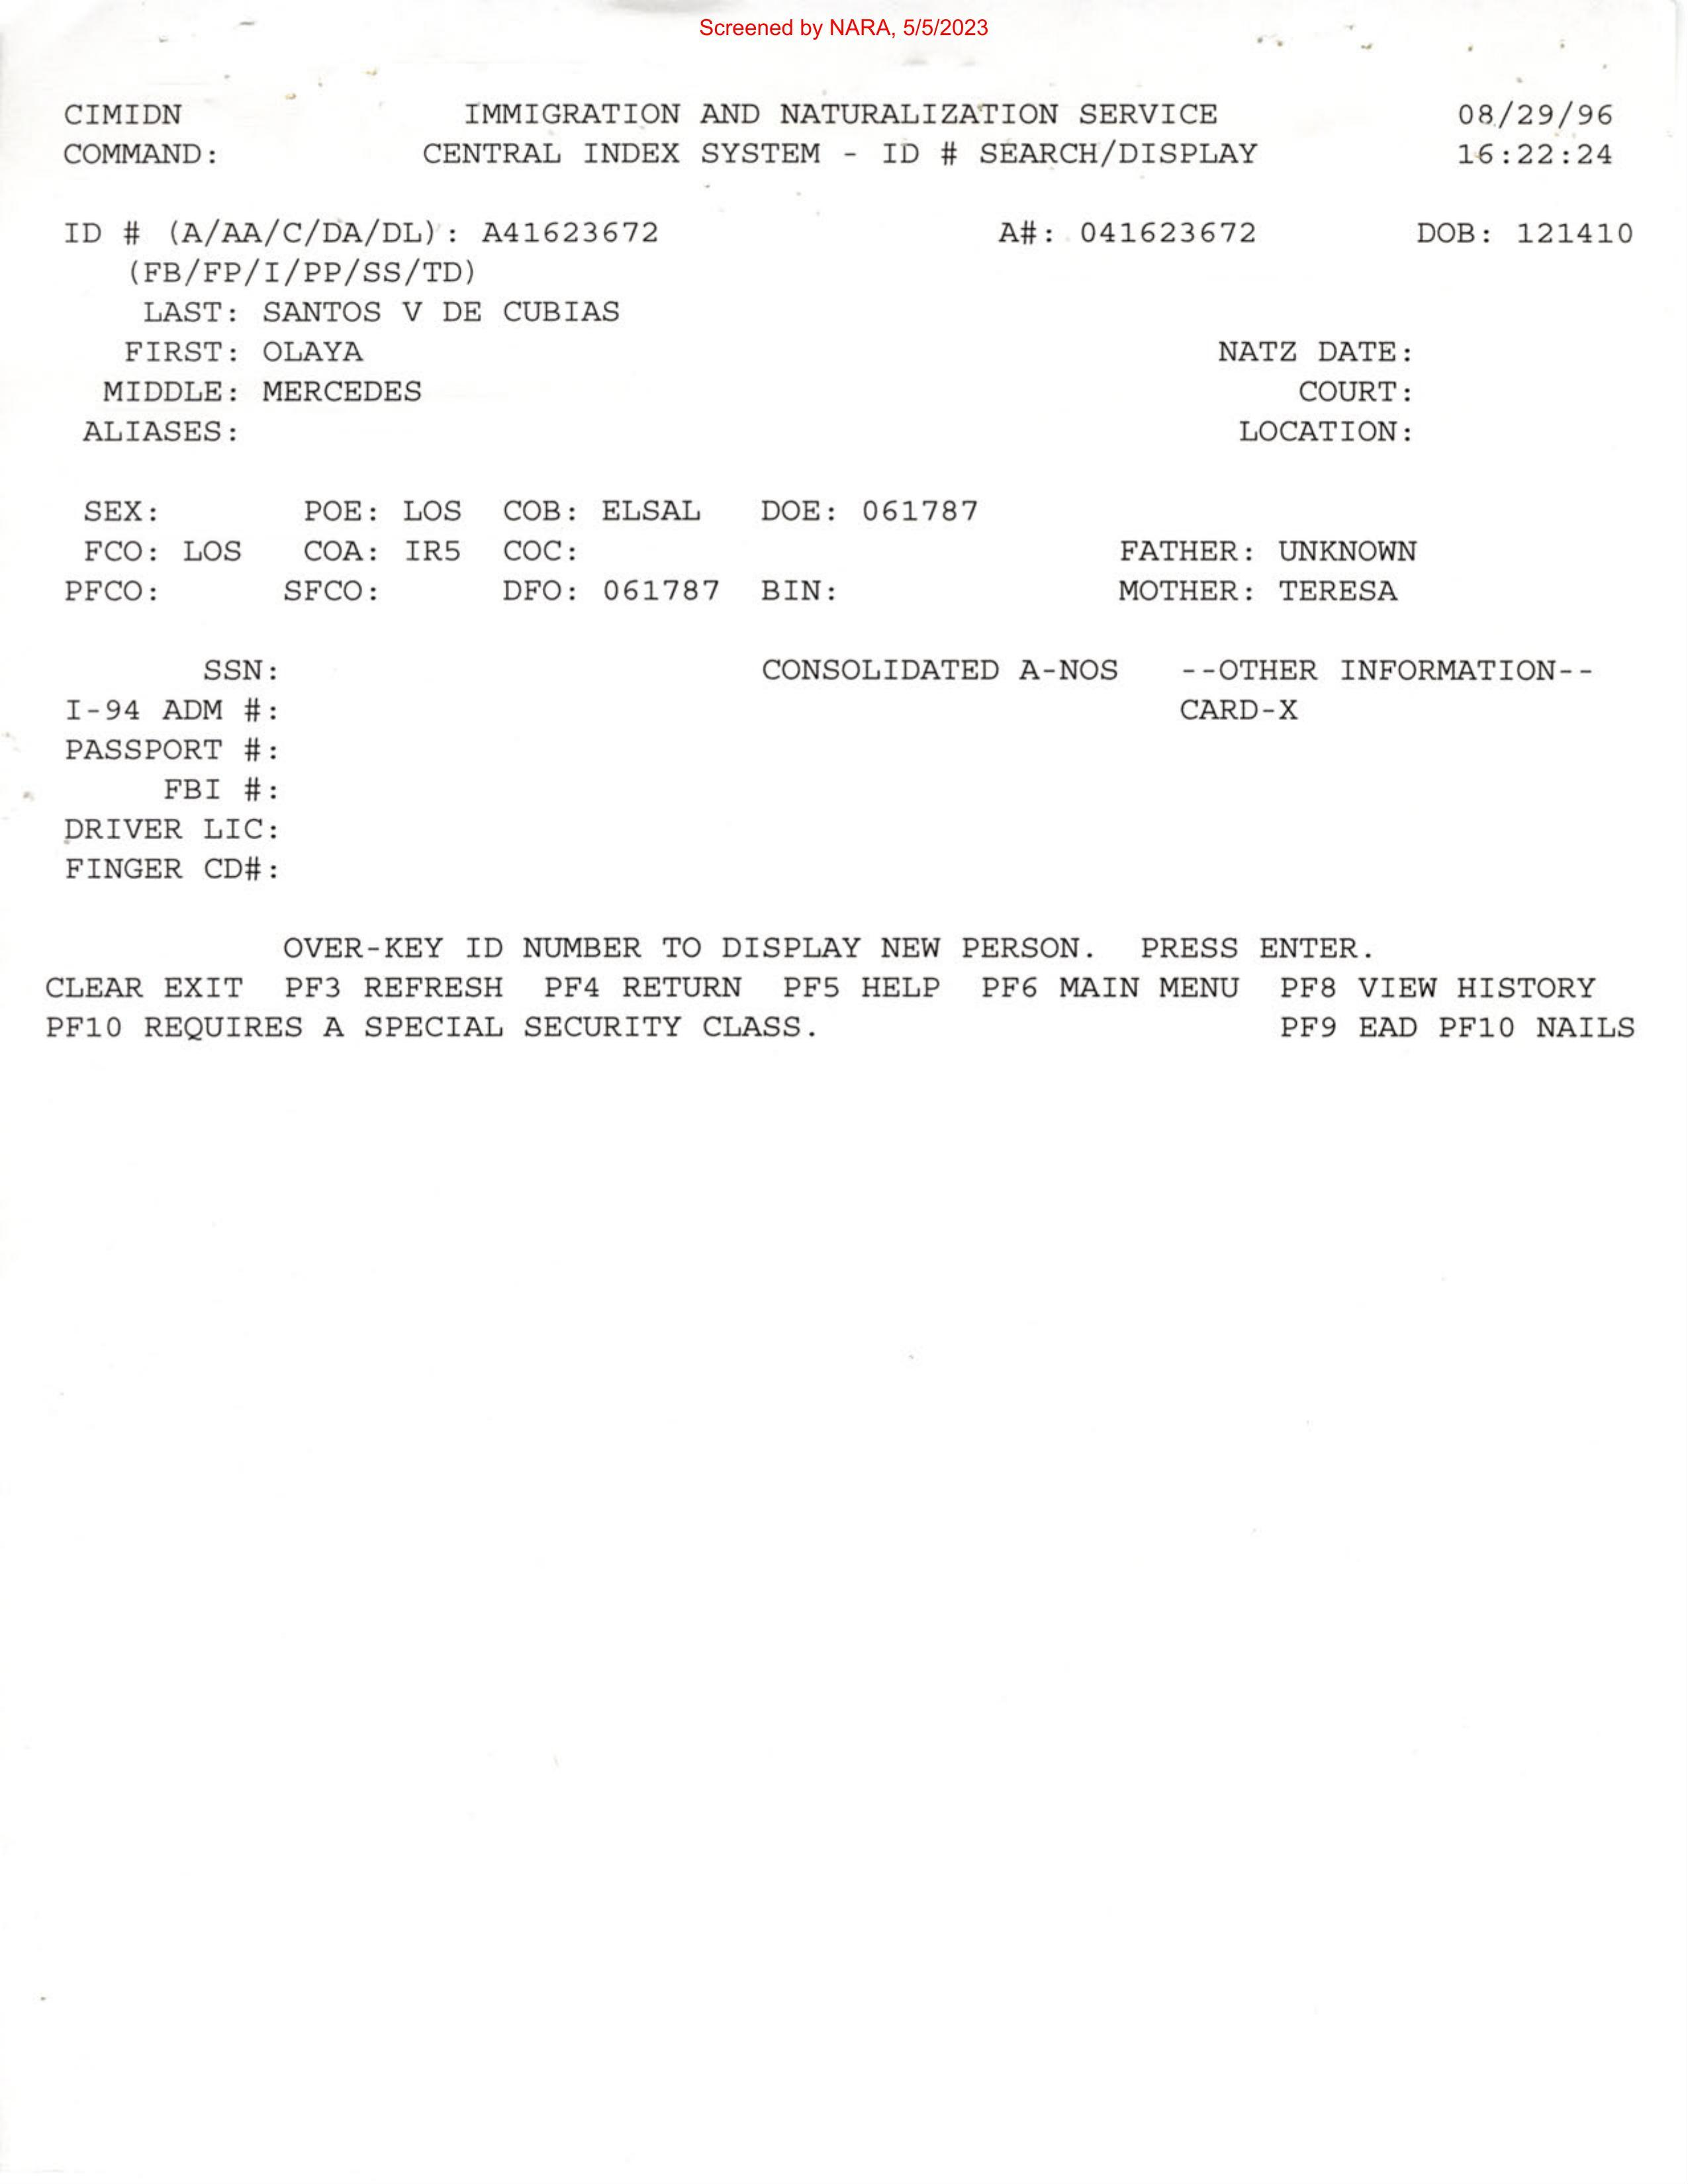 Screened by NARA, 5/5/2023
CIMIDN IMMIGRATION AND NATURALIZATION SERVICE 08/29/96
COMMAND: CENTRAL INDEX SYSTEM - ID # SEARCH/DISPLAY 16:22:24
ID # (A/AA/C/DA/DL): A41623672 A#: 041623672 DOB: 121410
(FB/FP/I/PP/SS/TD)
LAST: SANTOS V DE CUBIAS
FIRST: OLAYA NATZ DATE:
MIDDLE: MERCEDES COURT:
ALIASES: LOCATION:
SEX: POE: LOS COB: ELSAL DOE: 061787
FCO: LOS COA: IR5 COC: FATHER: UNKNOWN
PFCO: SFCO: DFO: 061787 BIN: MOTHER: TERESA
SSN: CONSOLIDATED A-NOS --OTHER INFORMATION--
I-94 ADM #: CARD-X
PASSPORT #:
FBI #:
DRIVER LIC:
FINGER CD#:
OVER-KEY ID NUMBER TO DISPLAY NEW PERSON. PRESS ENTER.
CLEAR EXIT PF3 REFRESH PF4 RETURN PF5 HELP PF6 MAIN MENU PF8 VIEW HISTORY
PF10 REQUIRES A SPECIAL SECURITY CLASS. PF9 EAD PF10 NAILS